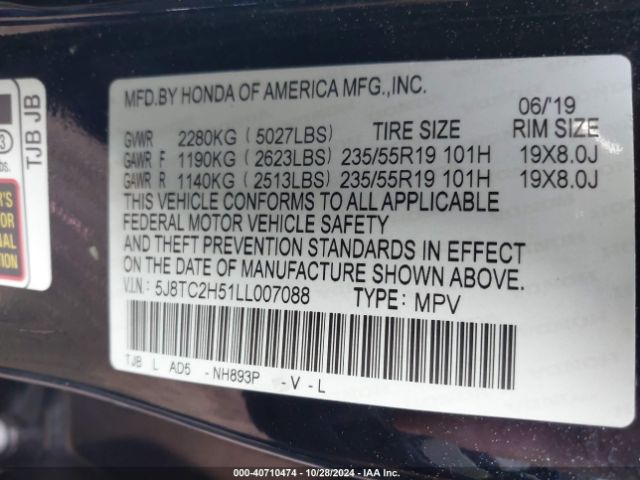 MFD.BY HONDA OF AMERICA MFG.,INC.
06/'19
GVWR 2280KG (5027LBS) TIRE SIZE RIM SIZE
GAWR F 1190KG (2623LBS) 235/55R19 101H 19X8.0J
GAWR R 1140KG (2513LBS) 235/55R19 101H 19X8.0J
THIS VEHICLE CONFORMS TO ALL APPLICABLE
FEDERAL MOTOR VEHICLE SAFETY
AND THEFT PREVENTION STANDARDS IN EFFECT
ON THE DATE OF MANUFACTURE SHOWN ABOVE.
V.I.N: 5J8TC2H51LL007088 TYPE: MPV
TJB L AD5 -NH893P -V-L
TJB JB
000-40710474 | 10/28/2024 | IAA Inc.